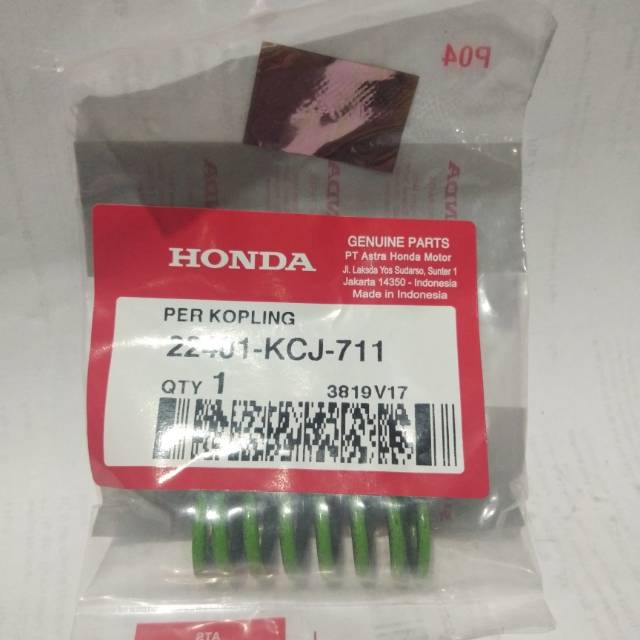 P04
HONDA
GENUINE PARTS
PT Astra Honda Motor
Jl. Laksda Yos Sudarso, Sunter 1
Jakarta 14350 - Indonesia
Made in Indonesia
PER KOPLING
22401-KCJ-711
QTY 1
3819V17
ATS